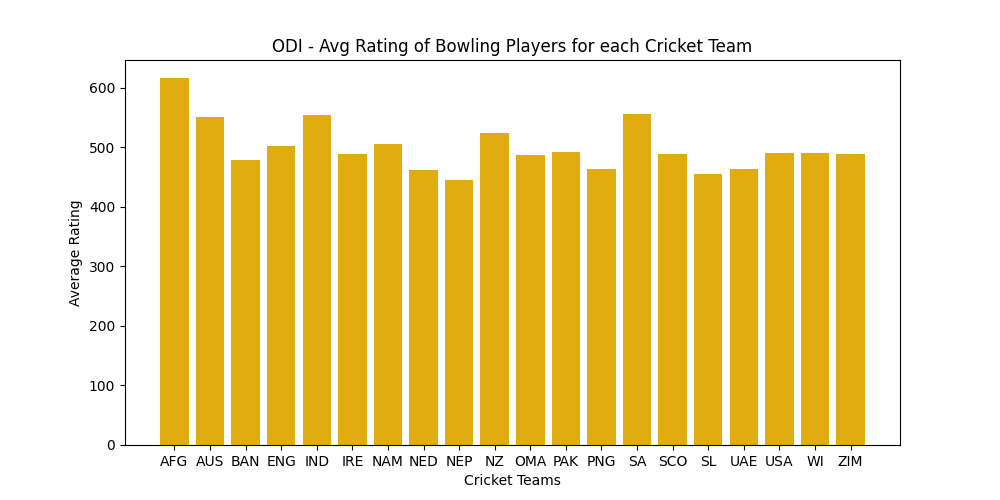 ODI - Avg Rating of Bowling Players for each Cricket Team
Average Rating
600
500
400
300
200
100
0
AFG AUS BAN ENG IND IRE NAM NED NEP NZ OMA PAK PNG SA SCO SL UAE USA WI ZIM
Cricket Teams